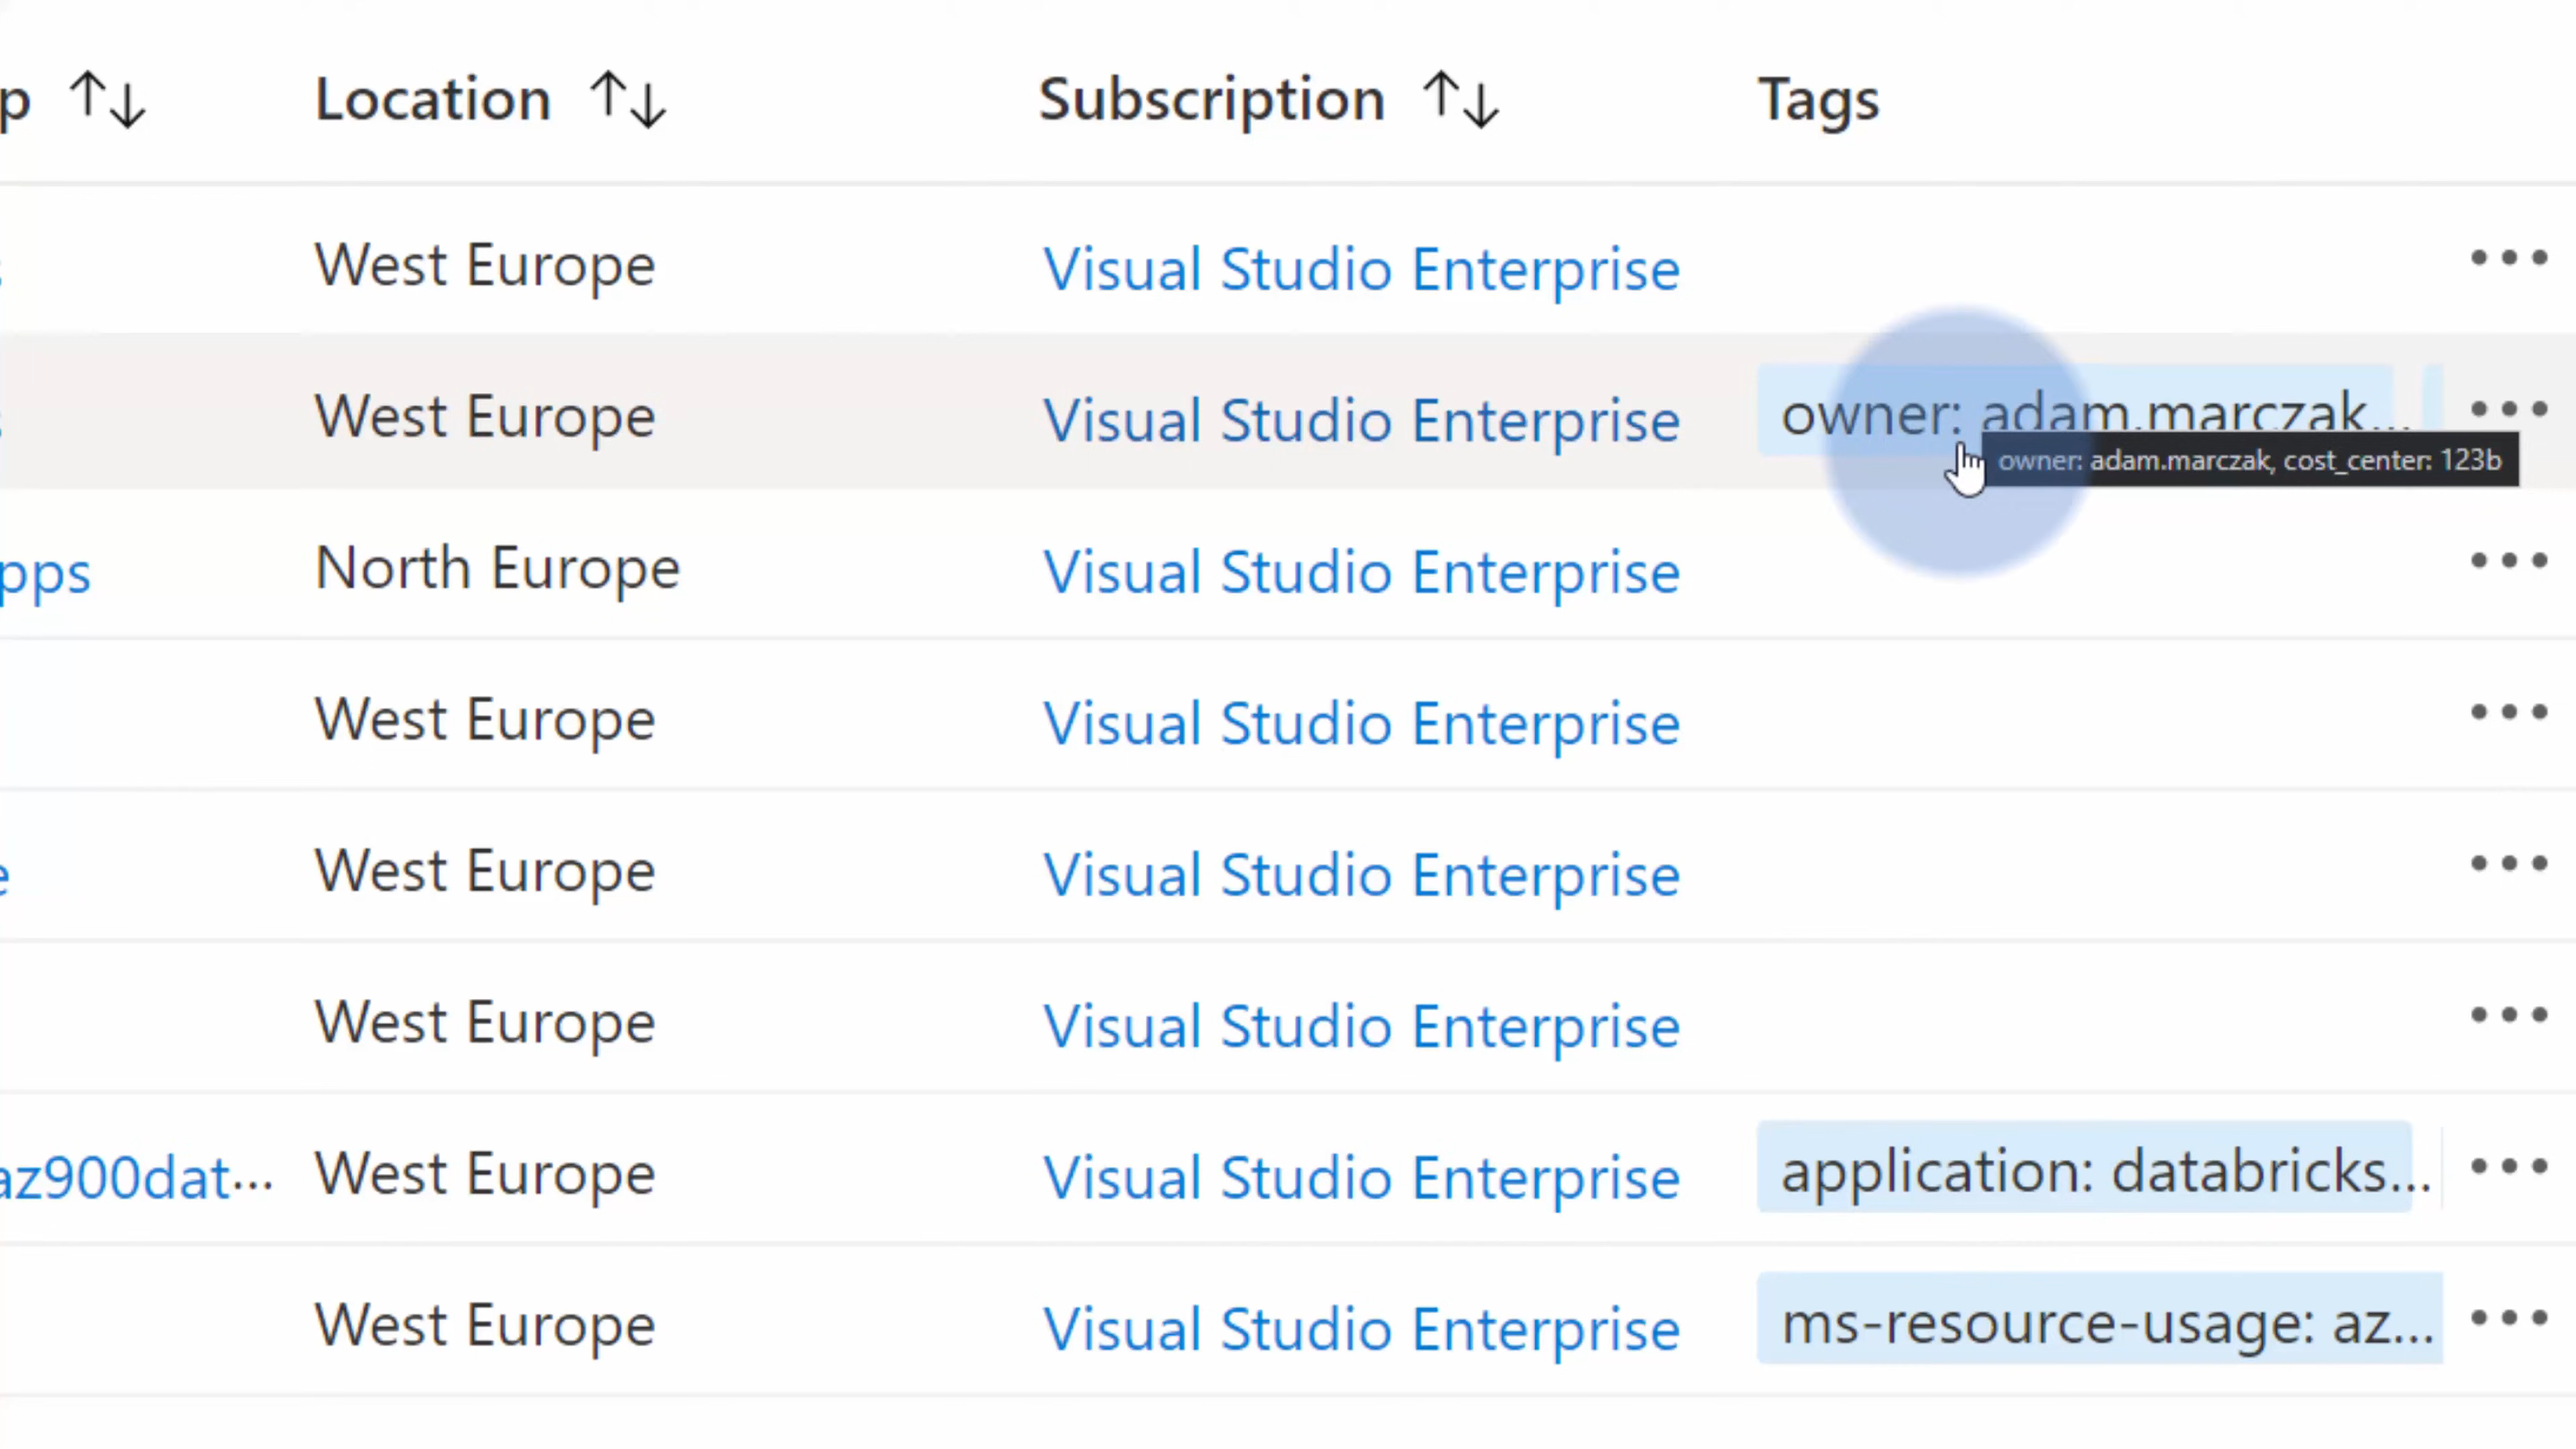 p Location Subscription Tags
West Europe Visual Studio Enterprise
West Europe Visual Studio Enterprise owner: adam.marczak...
owner: adam.marczak, cost_center: 123b
pps North Europe Visual Studio Enterprise
West Europe Visual Studio Enterprise
e West Europe Visual Studio Enterprise
West Europe Visual Studio Enterprise
az900dat... West Europe Visual Studio Enterprise application: databricks...
West Europe Visual Studio Enterprise ms-resource-usage: az...